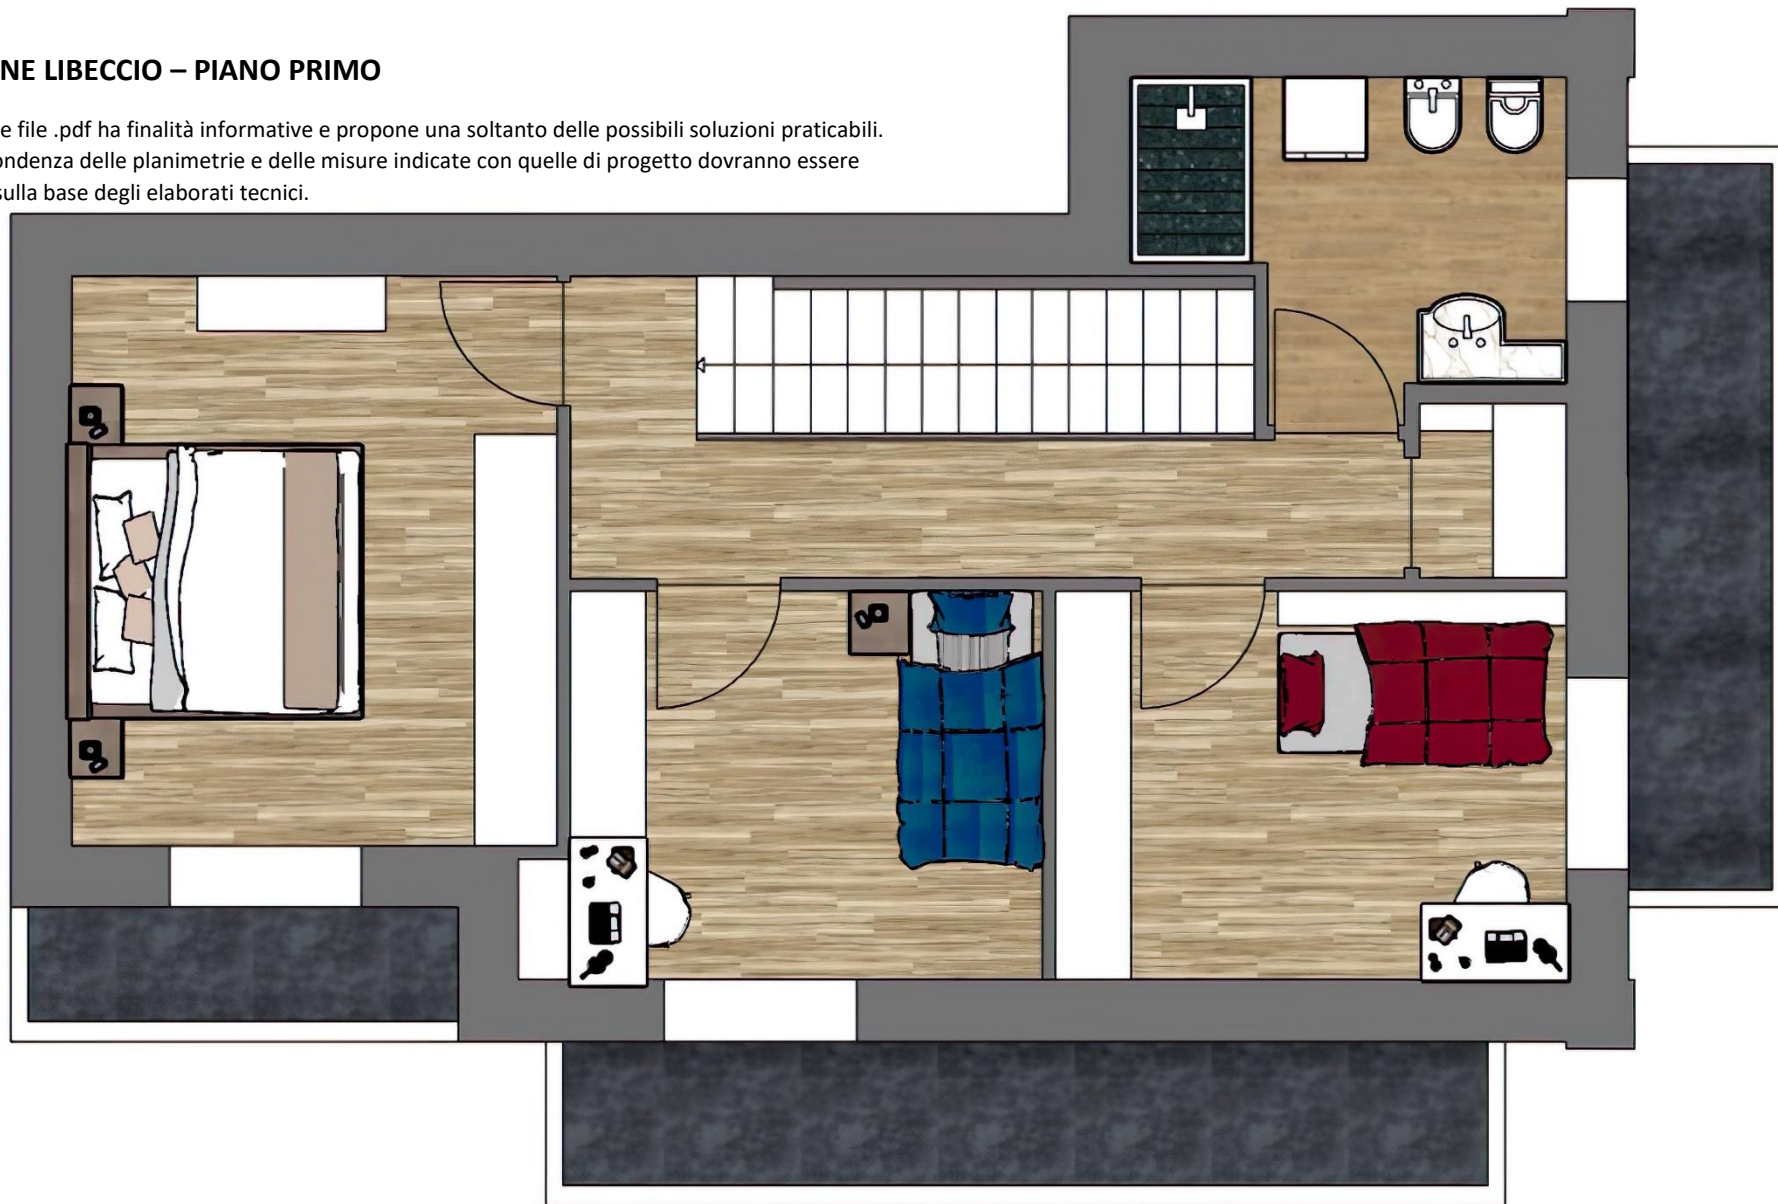 NE LIBECCIO – PIANO PRIMO
e file .pdf ha finalità informative e propone una soltanto delle possibili soluzioni praticabili.
ondenza delle planimetrie e delle misure indicate con quelle di progetto dovranno essere
sulla base degli elaborati tecnici.